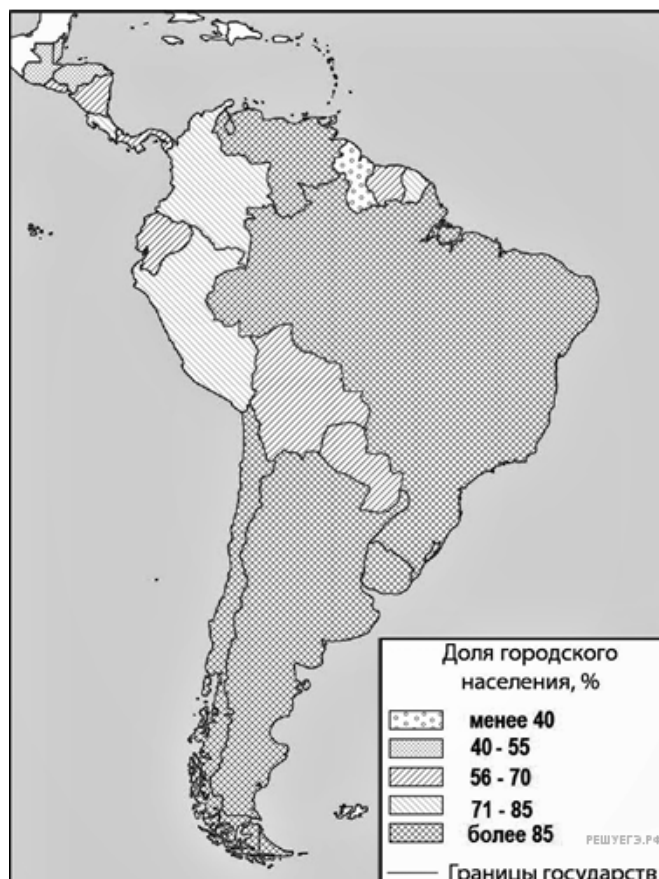 Доля городского
населения, %
менее 40
40 - 55
56 - 70
71 - 85
более 85
РЕШУЕГЭ.РФ
Границы государств